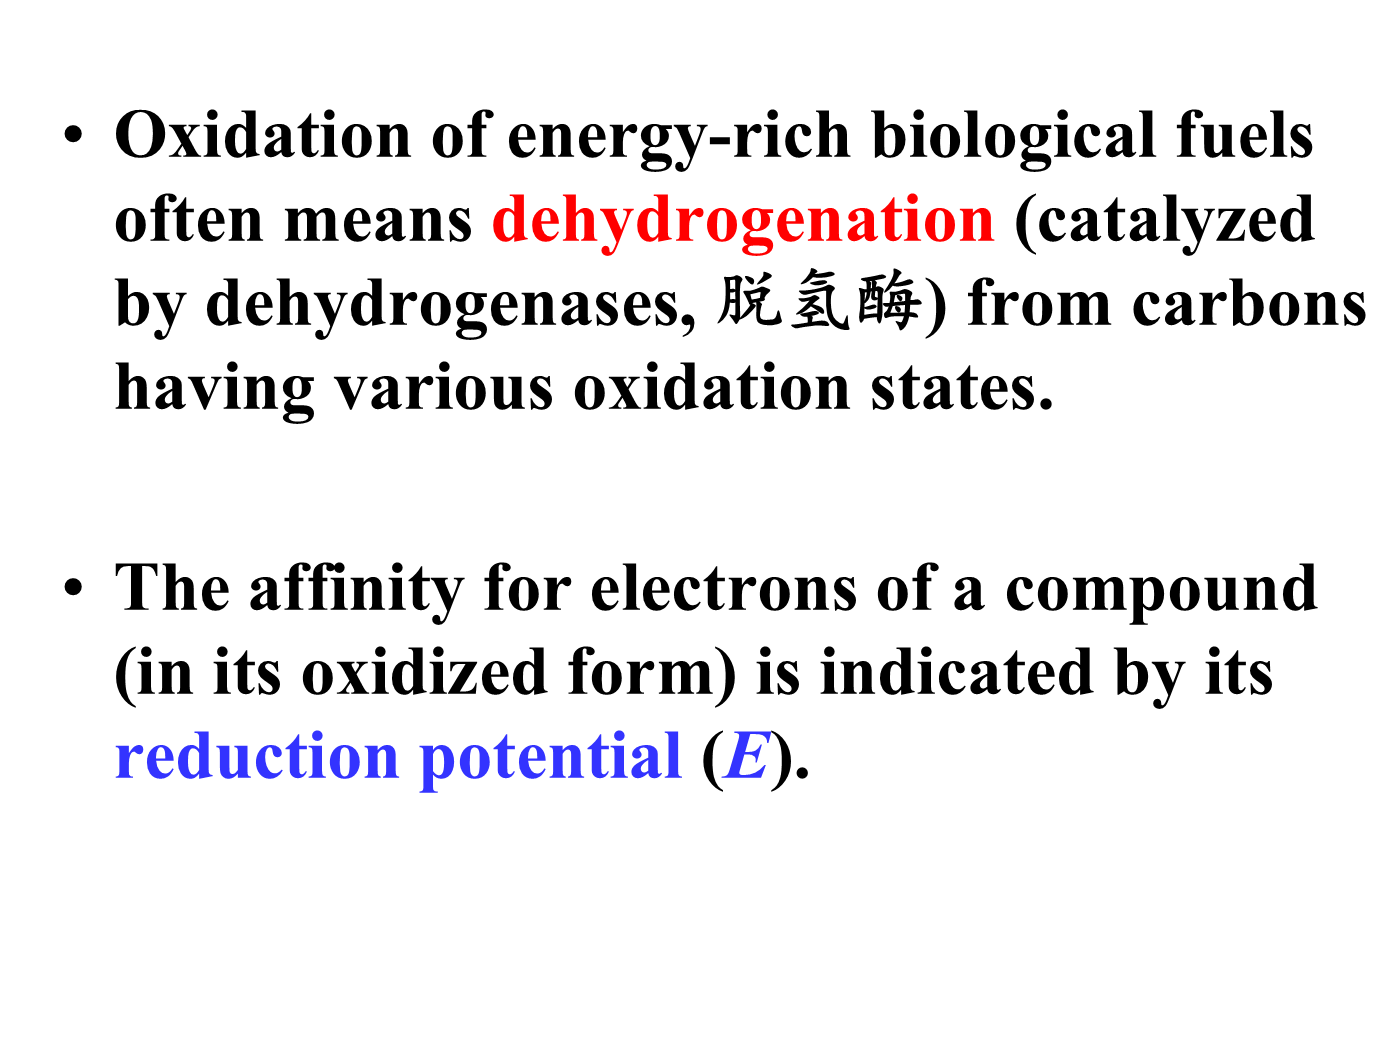 • Oxidation of energy-rich biological fuels
often means dehydrogenation (catalyzed
by dehydrogenases, 脱氢酶) from carbons
having various oxidation states.
• The affinity for electrons of a compound
(in its oxidized form) is indicated by its
reduction potential (E).